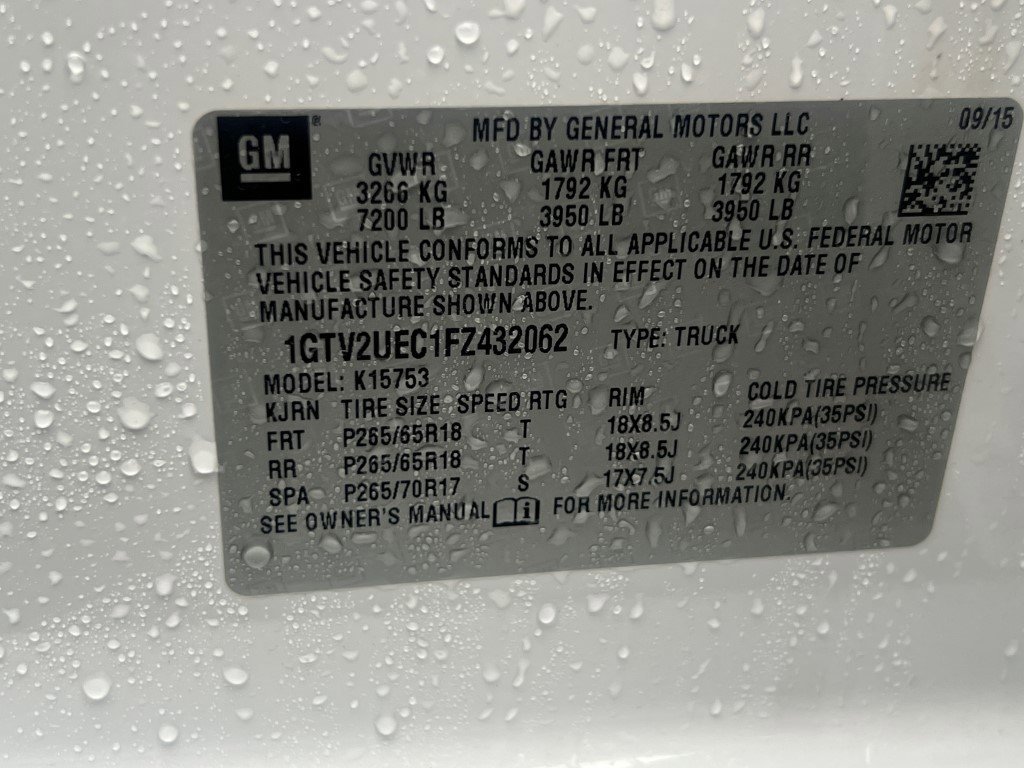 GM® MFD BY GENERAL MOTORS LLC 09/15
GVWR GAWR FRT GAWR RR
3266 KG 1792 KG 1792 KG
7200 LB 3950 LB 3950 LB
THIS VEHICLE CONFORMS TO ALL APPLICABLE U.S. FEDERAL MOTOR
VEHICLE SAFETY STANDARDS IN EFFECT ON THE DATE OF
MANUFACTURE SHOWN ABOVE.
1GTV2UEC1FZ432062 TYPE: TRUCK
MODEL: K15753
KJRN TIRE SIZE SPEED RTG RIM COLD TIRE PRESSURE
FRT P265/65R18 T 18X8.5J 240KPA(35PSI)
RR P265/65R18 T 18X8.5J 240KPA(35PSI)
SPA P265/70R17 S 17X7.5J 240KPA(35PSI)
SEE OWNER'S MANUAL i FOR MORE INFORMATION.